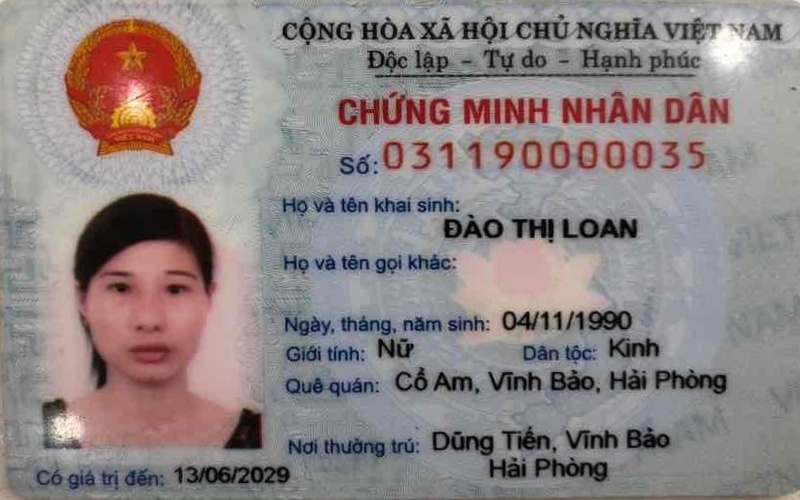 CỘNG HÒA XÃ HỘI CHỦ NGHĨA VIỆT NAM
Độc lập - Tự do - Hạnh phúc
CHỨNG MINH NHÂN DÂN
Số: 031190000035
Họ và tên khai sinh:
ĐÀO THỊ LOAN
Họ và tên gọi khác:
Ngày, tháng, năm sinh: 04/11/1990
Giới tính: Nữ Dân tộc: Kinh
Quê quán: Cổ Am, Vĩnh Bảo, Hải Phòng
Nơi thường trú: Dũng Tiến, Vĩnh Bảo
Hải Phòng
Có giá trị đến: 13/06/2029